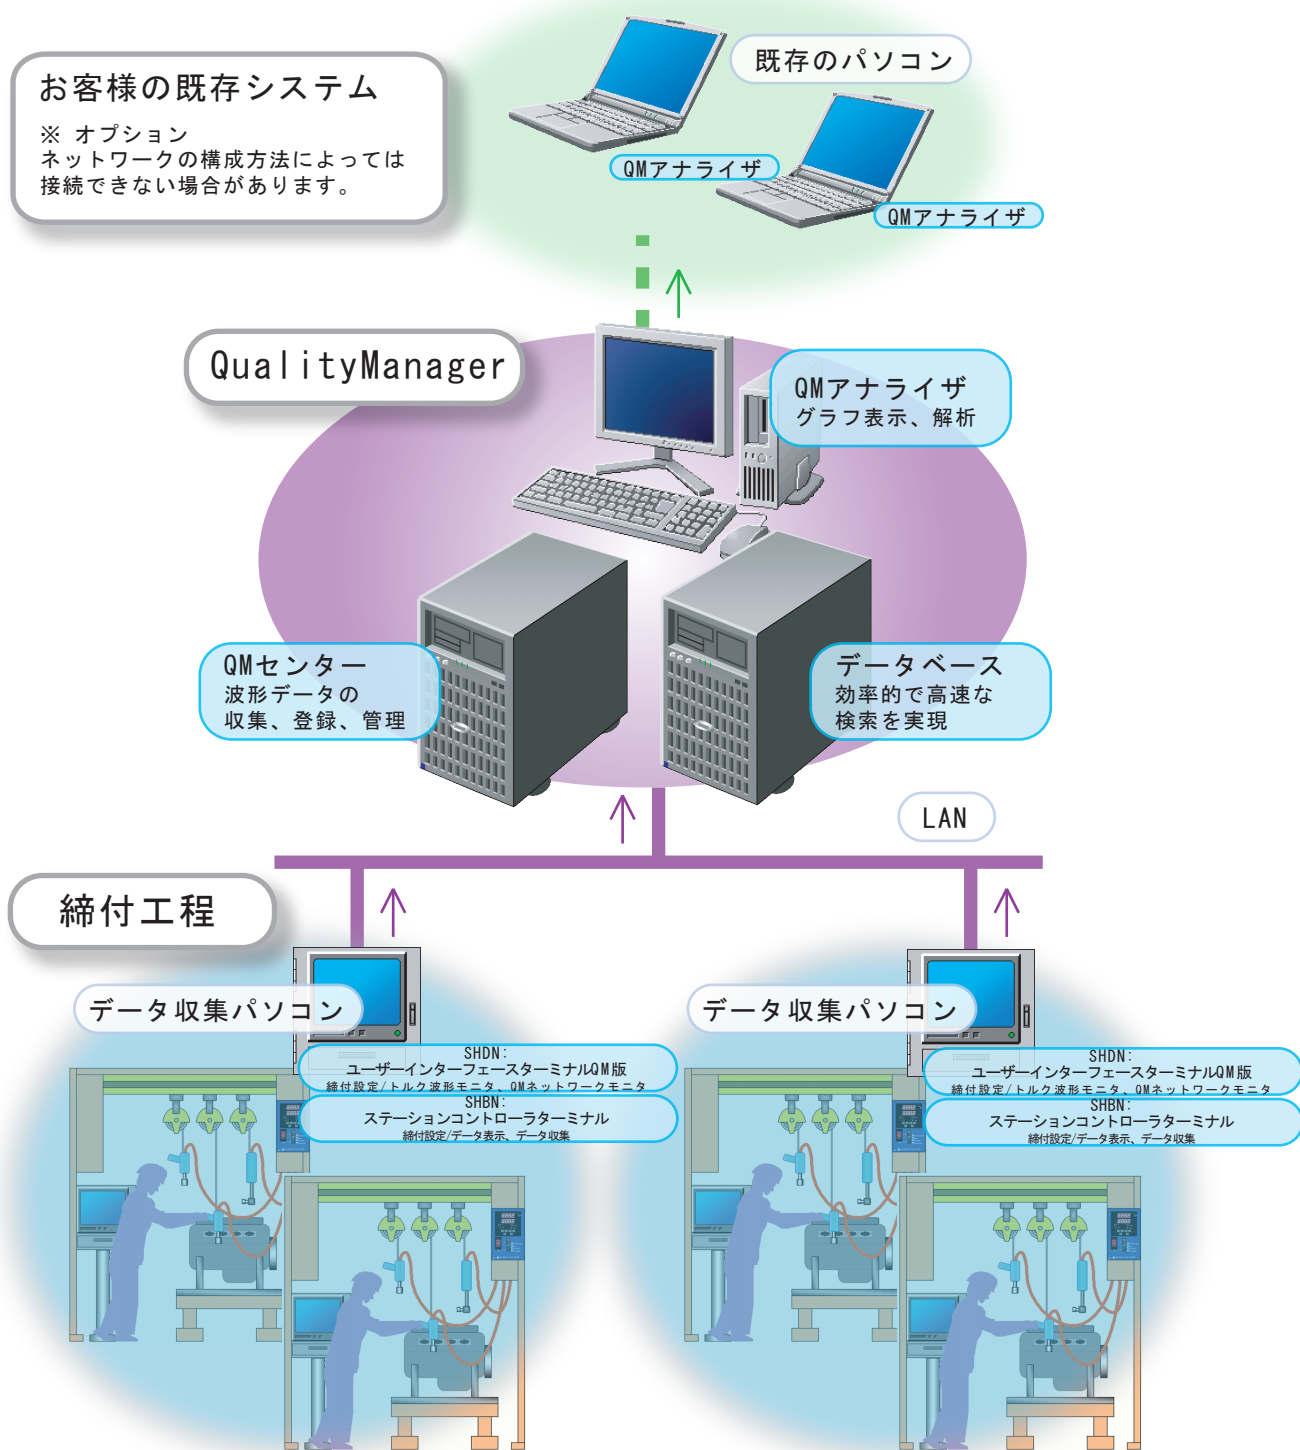 お客様の既存システム
※ オプション
ネットワークの構成方法によっては
接続できない場合があります。
既存のパソコン
QMアナライザ
QMアナライザ
QualityManager
QMアナライザ
グラフ表示、解析
QMセンター
波形データの
収集、登録、管理
データベース
効率的で高速な
検索を実現
LAN
締付工程
データ収集パソコン
SHDN:
ユーザーインターフェースターミナルQM版
締付設定/トルク波形モニタ、QMネットワークモニタ
SHBN:
ステーションコントローラターミナル
締付設定/データ表示、データ収集
データ収集パソコン
SHDN:
ユーザーインターフェースターミナルQM版
締付設定/トルク波形モニタ、QMネットワークモニタ
SHBN:
ステーションコントローラターミナル
締付設定/データ表示、データ収集